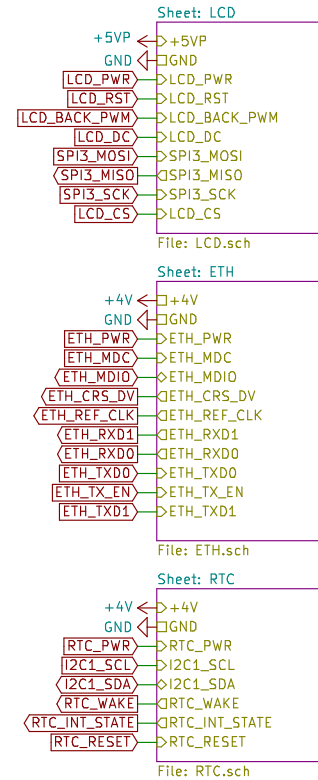 Sheet: LCD
+5VP +5VP
GND GND
LCD_PWR LCD_PWR
LCD_RST LCD_RST
LCD_BACK_PWM LCD_BACK_PWM
LCD_DC LCD_DC
SPI3_MOSI SPI3_MOSI
SPI3_MISO SPI3_MISO
SPI3_SCK SPI3_SCK
LCD_CS LCD_CS
File: LCD.sch
Sheet: ETH
+4V +4V
GND GND
ETH_PWR ETH_PWR
ETH_MDC ETH_MDC
ETH_MDIO ETH_MDIO
ETH_CRS_DV ETH_CRS_DV
ETH_REF_CLK ETH_REF_CLK
ETH_RXD1 ETH_RXD1
ETH_RXD0 ETH_RXD0
ETH_TXD0 ETH_TXD0
ETH_TX_EN ETH_TX_EN
ETH_TXD1 ETH_TXD1
File: ETH.sch
Sheet: RTC
+4V +4V
GND GND
RTC_PWR RTC_PWR
I2C1_SCL I2C1_SCL
I2C1_SDA I2C1_SDA
RTC_WAKE RTC_WAKE
RTC_INT_STATE RTC_INT_STATE
RTC_RESET RTC_RESET
File: RTC.sch